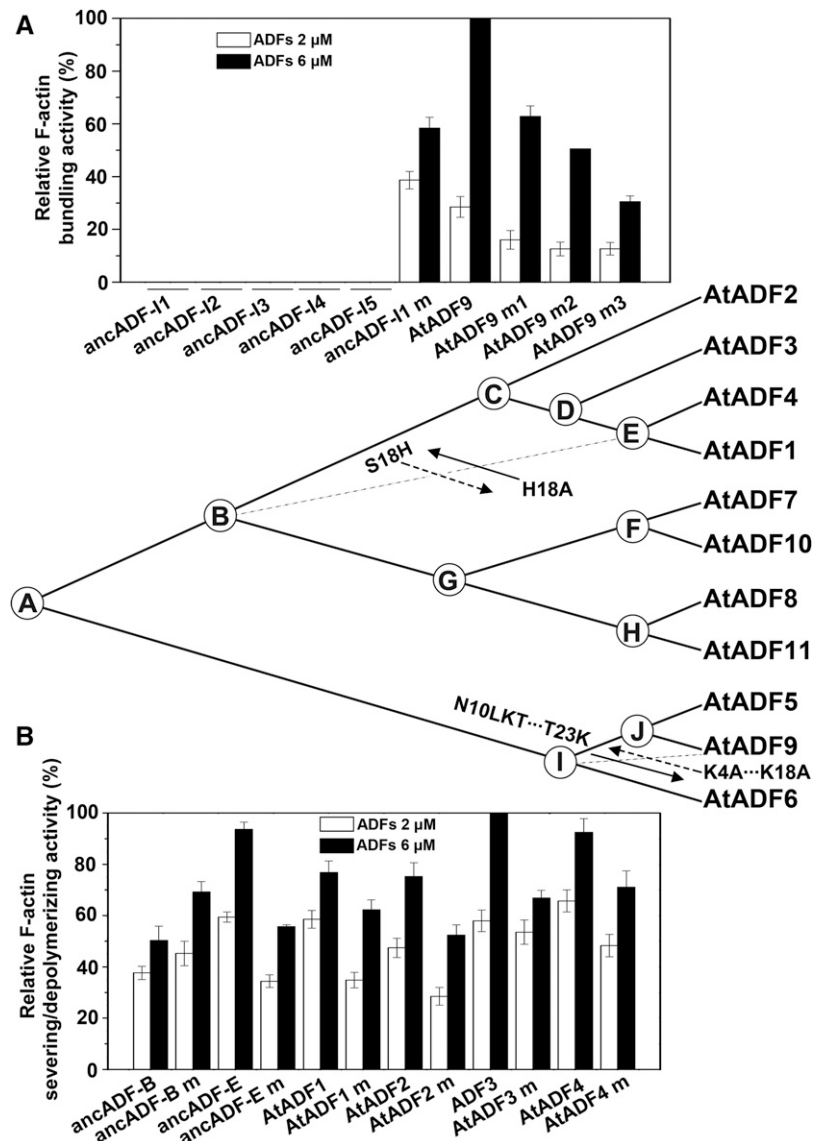 A
Relative F-actin
bundling activity (%)
100
80
60
40
20
0
ADFs 2 µM
ADFs 6 µM
ancADF-I1
ancADF-I2
ancADF-I3
ancADF-I4
ancADF-I5
ancADF-I1 m
AtADF9
AtADF9 m1
AtADF9 m2
AtADF9 m3
AtADF2
AtADF3
AtADF4
AtADF1
AtADF7
AtADF10
AtADF8
AtADF11
AtADF5
AtADF9
AtADF6
A
B
C
D
E
F
G
H
I
J
S18H
H18A
N10LKT···T23K
K4A···K18A
B
Relative F-actin
severing/depolymerizing activity (%)
100
80
60
40
20
0
ADFs 2 µM
ADFs 6 µM
ancADF-B
ancADF-B m
ancADF-E
ancADF-E m
AtADF1
AtADF1 m
AtADF2
AtADF2 m
ADF3
AtADF3 m
AtADF4
AtADF4 m